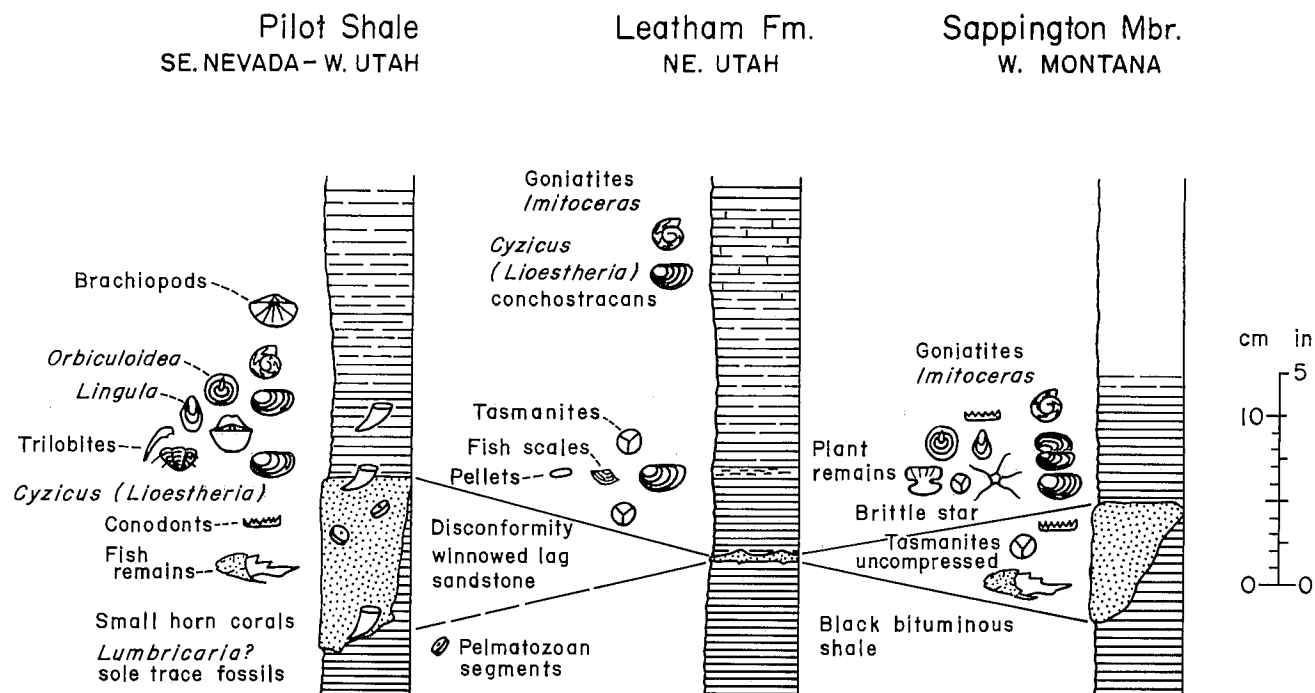 Pilot Shale
SE. NEVADA – W. UTAH
Leatham Fm.
NE. UTAH
Sappington Mbr.
W. MONTANA
Brachiopods
Orbiculoidea
Lingula
Trilobites
Cyzicus (Lioestheria)
Conodonts
Fish
remains
Small horn corals
Lumbricaria?
sole trace fossils
Goniatites
Imitoceras
Cyzicus
(Lioestheria)
conchostracans
Tasmanites
Fish scales
Pellets
Disconformity
winnowed lag
sandstone
Pelmatozoan
segments
Goniatites
Imitoceras
Plant
remains
Brittle star
Tasmanites
uncompressed
Black bituminous
shale
cm in
5
10
0 0